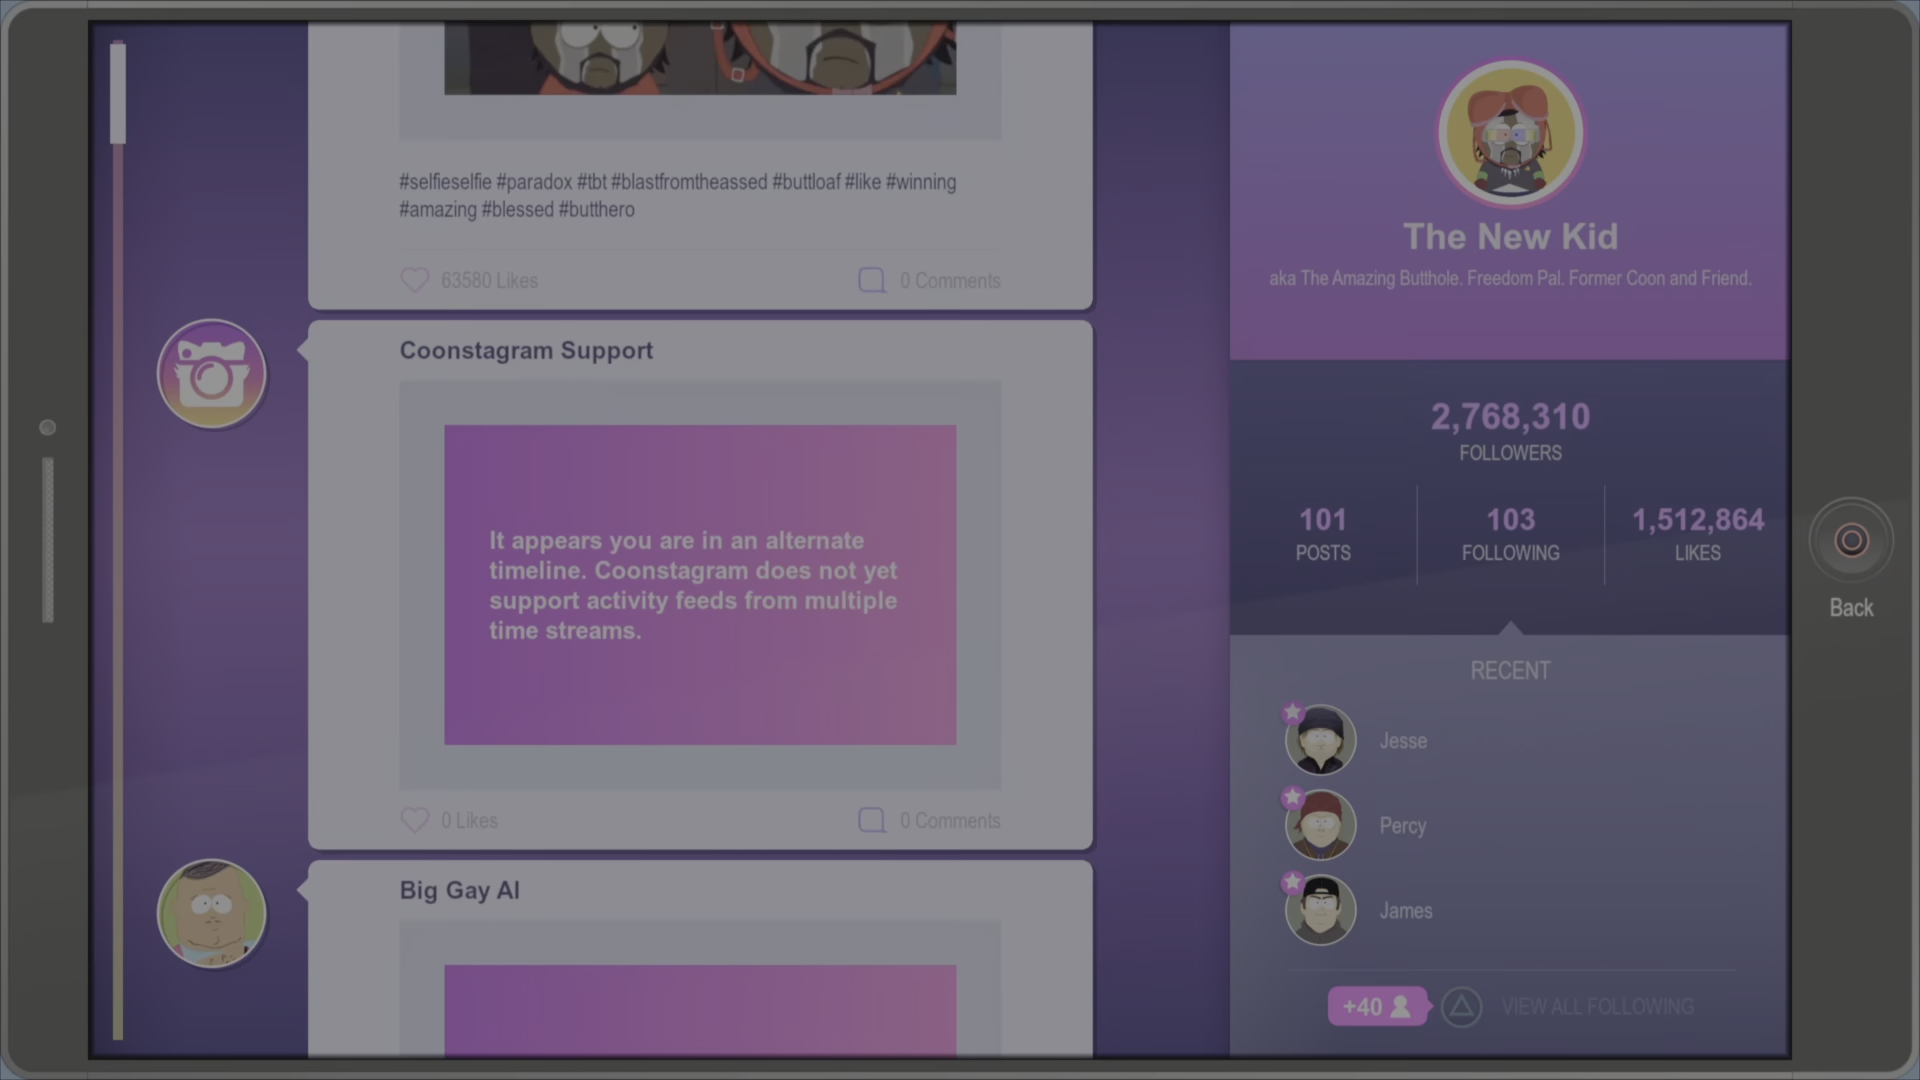 #selfieselfie #paradox #tbt #blastfromtheassed #buttloaf #like #winning
#amazing #blessed #butthero
63580 Likes
0 Comments
Coonstagram Support
It appears you are in an alternate
timeline. Coonstagram does not yet
support activity feeds from multiple
time streams.
0 Likes
0 Comments
Big Gay Al
The New Kid
aka The Amazing Butthole. Freedom Pal. Former Coon and Friend.
2,768,310
FOLLOWERS
101
POSTS
103
FOLLOWING
1,512,864
LIKES
RECENT
Jesse
Percy
James
+40
VIEW ALL FOLLOWING
Back